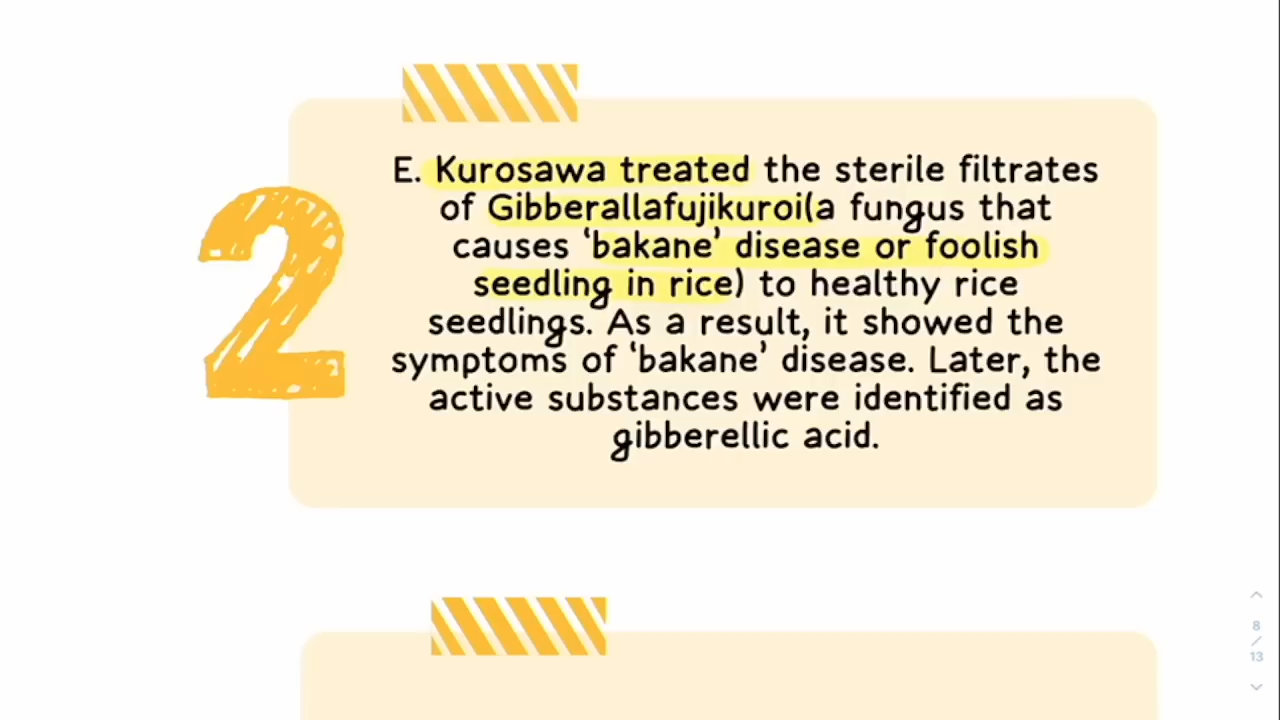 2
E. Kurosawa treated the sterile filtrates
of Gibberallafujikuroi(a fungus that
causes ‘bakane’ disease or foolish
seedling in rice) to healthy rice
seedlings. As a result, it showed the
symptoms of ‘bakane’ disease. Later, the
active substances were identified as
gibberellic acid.
8
/
13